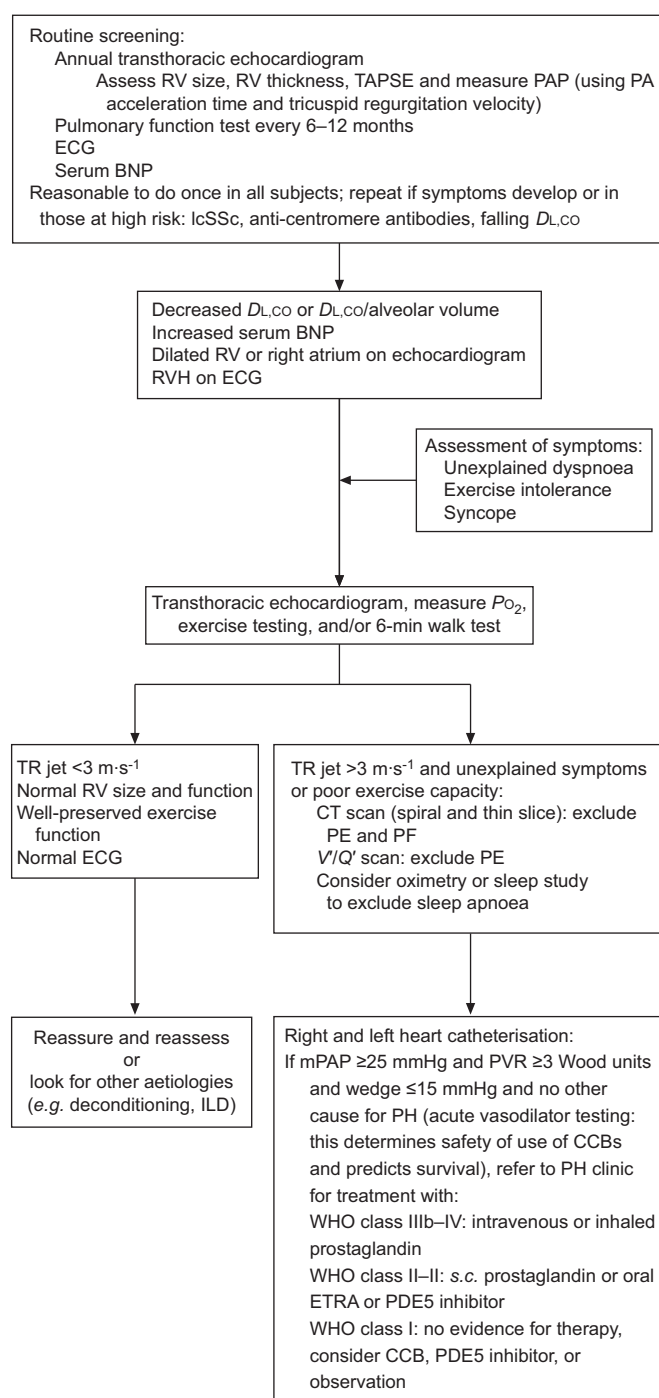 Routine screening:
Annual transthoracic echocardiogram
Assess RV size, RV thickness, TAPSE and measure PAP (using PA
acceleration time and tricuspid regurgitation velocity)
Pulmonary function test every 6–12 months
ECG
Serum BNP
Reasonable to do once in all subjects; repeat if symptoms develop or in
those at high risk: lcSSc, anti-centromere antibodies, falling DL,CO
Decreased DL,CO or DL,CO/alveolar volume
Increased serum BNP
Dilated RV or right atrium on echocardiogram
RVH on ECG
Assessment of symptoms:
Unexplained dyspnoea
Exercise intolerance
Syncope
Transthoracic echocardiogram, measure PO2,
exercise testing, and/or 6-min walk test
TR jet <3 m·s-1
Normal RV size and function
Well-preserved exercise
function
Normal ECG
TR jet >3 m·s-1 and unexplained symptoms
or poor exercise capacity:
CT scan (spiral and thin slice): exclude
PE and PF
V'/Q' scan: exclude PE
Consider oximetry or sleep study
to exclude sleep apnoea
Reassure and reassess
or
look for other aetiologies
(e.g. deconditioning, ILD)
Right and left heart catheterisation:
If mPAP ≥25 mmHg and PVR ≥3 Wood units
and wedge ≤15 mmHg and no other
cause for PH (acute vasodilator testing:
this determines safety of use of CCBs
and predicts survival), refer to PH clinic
for treatment with:
WHO class IIIb–IV: intravenous or inhaled
prostaglandin
WHO class II–II: s.c. prostaglandin or oral
ETRA or PDE5 inhibitor
WHO class I: no evidence for therapy,
consider CCB, PDE5 inhibitor, or
observation